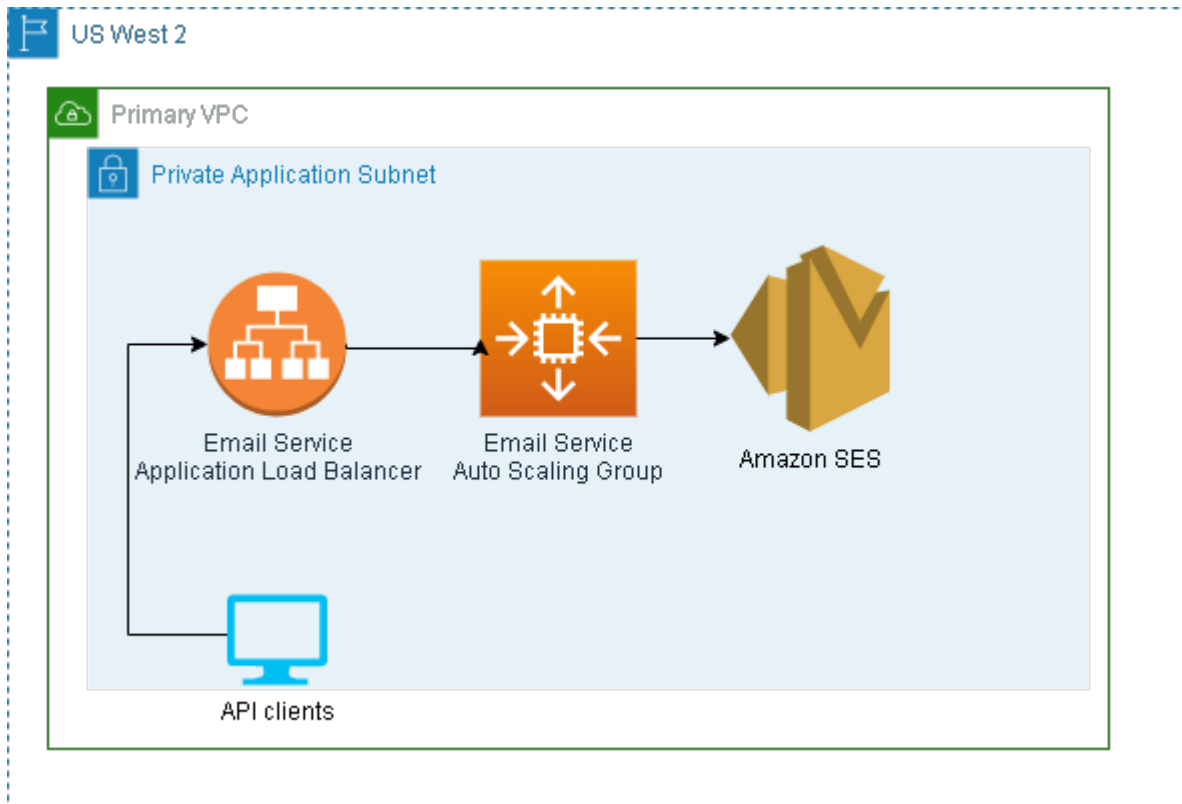 US West 2
Primary VPC
Private Application Subnet
Email Service
Application Load Balancer
Email Service
Auto Scaling Group
Amazon SES
API clients